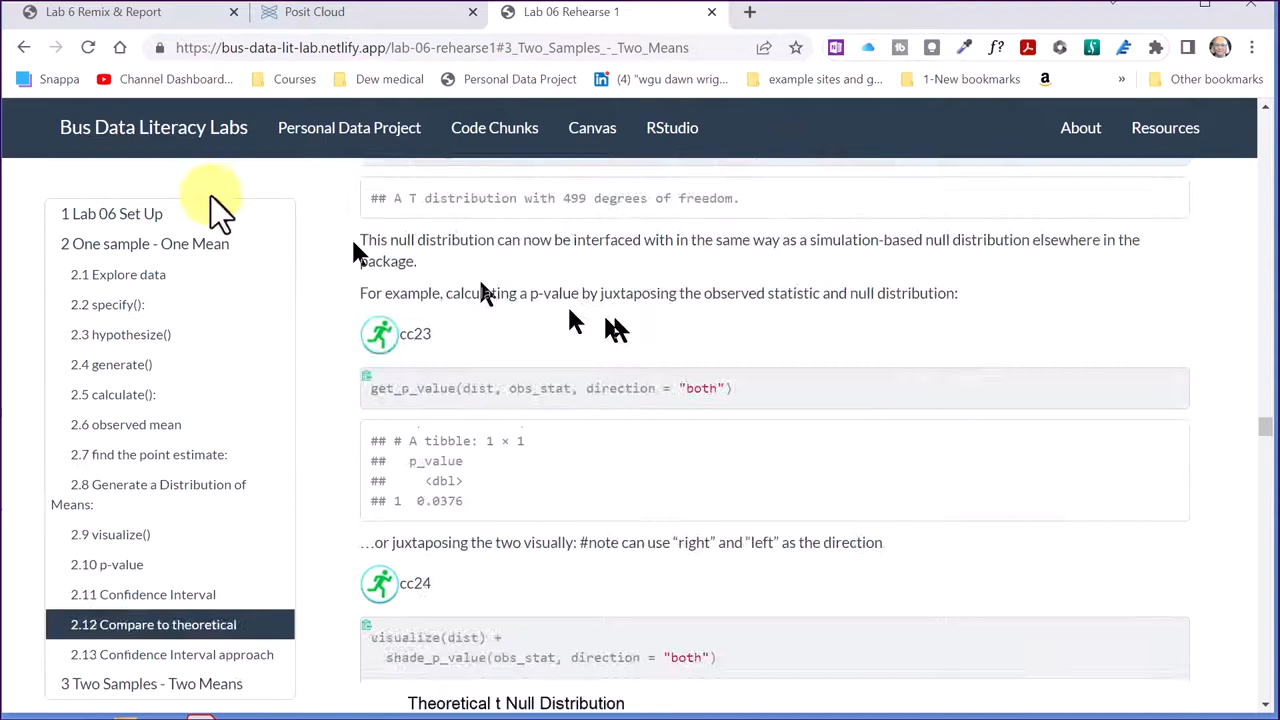 Lab 6 Remix & Report
Posit Cloud
Lab 06 Rehearse 1
https://bus-data-lit-lab.netlify.app/lab-06-rehearse1#3_Two_Samples_-_Two_Means
Snappa
Channel Dashboard...
Courses
Dew medical
Personal Data Project
(4) "wgu dawn wrig...
example sites and g...
1-New bookmarks
»
Other bookmarks
Bus Data Literacy Labs
Personal Data Project
Code Chunks
Canvas
RStudio
About
Resources
1 Lab 06 Set Up
2 One sample - One Mean
2.1 Explore data
2.2 specify():
2.3 hypothesize()
2.4 generate()
2.5 calculate():
2.6 observed mean
2.7 find the point estimate:
2.8 Generate a Distribution of
Means:
2.9 visualize()
2.10 p-value
2.11 Confidence Interval
2.12 Compare to theoretical
2.13 Confidence Interval approach
3 Two Samples - Two Means
## A T distribution with 499 degrees of freedom.
This null distribution can now be interfaced with in the same way as a simulation-based null distribution elsewhere in the
package.
For example, calculating a p-value by juxtaposing the observed statistic and null distribution:
cc23
get_p_value(dist, obs_stat, direction = "both")
## # A tibble: 1 × 1
## p_value
## <dbl>
## 1 0.0376
…or juxtaposing the two visually: #note can use “right” and “left” as the direction
cc24
visualize(dist) +
shade_p_value(obs_stat, direction = "both")
Theoretical t Null Distribution